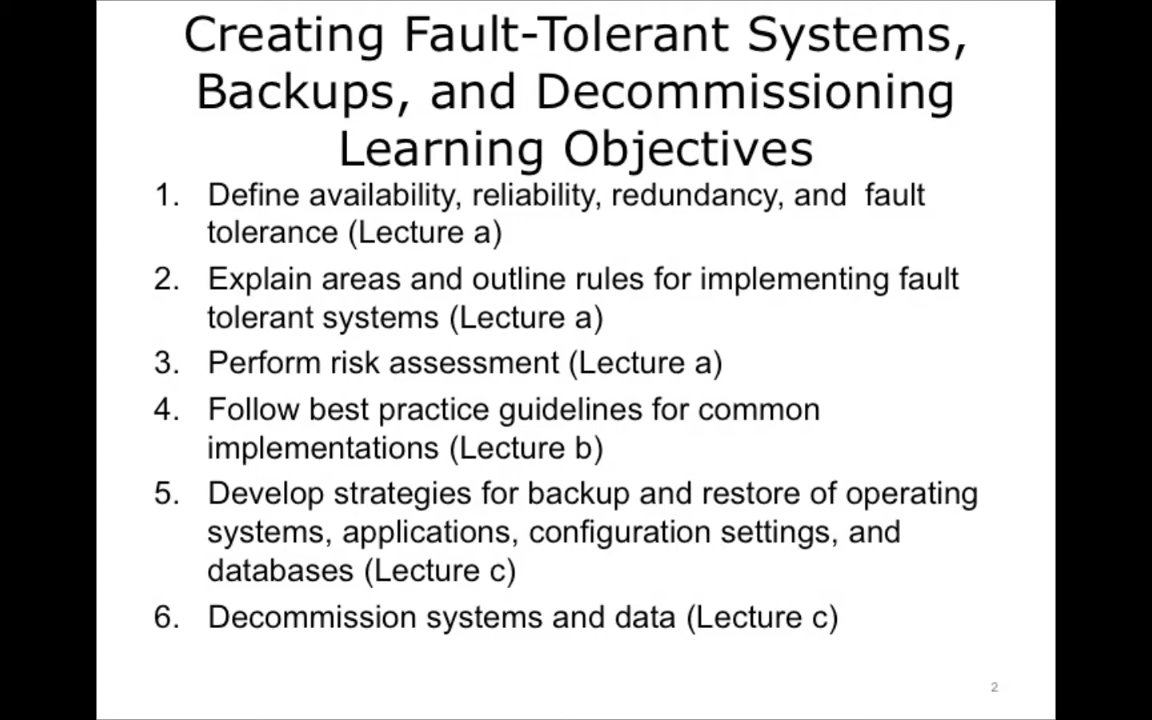 Creating Fault-Tolerant Systems,
Backups, and Decommissioning
Learning Objectives
1. Define availability, reliability, redundancy, and fault
tolerance (Lecture a)
2. Explain areas and outline rules for implementing fault
tolerant systems (Lecture a)
3. Perform risk assessment (Lecture a)
4. Follow best practice guidelines for common
implementations (Lecture b)
5. Develop strategies for backup and restore of operating
systems, applications, configuration settings, and
databases (Lecture c)
6. Decommission systems and data (Lecture c)
2